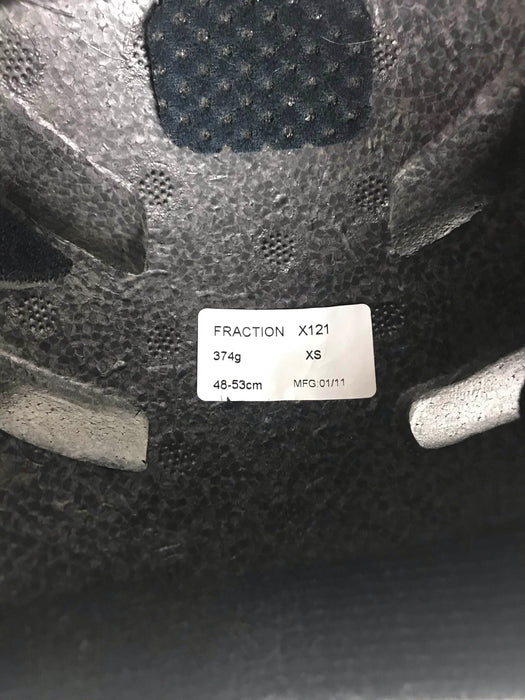 FRACTION X121
374g XS
48-53cm MFG:01/11